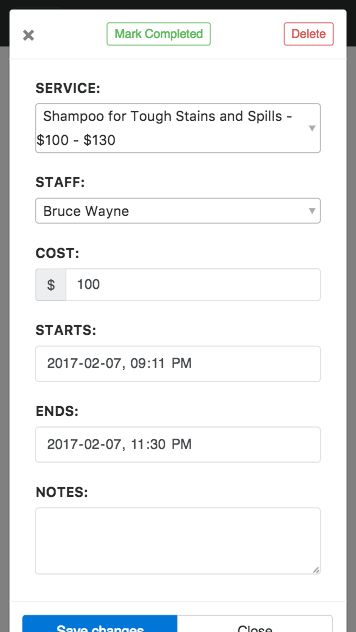 ×
Mark Completed
Delete
SERVICE:
Shampoo for Tough Stains and Spills -
$100 - $130
STAFF:
Bruce Wayne
COST:
$ 100
STARTS:
2017-02-07, 09:11 PM
ENDS:
2017-02-07, 11:30 PM
NOTES:
Save changes
Close